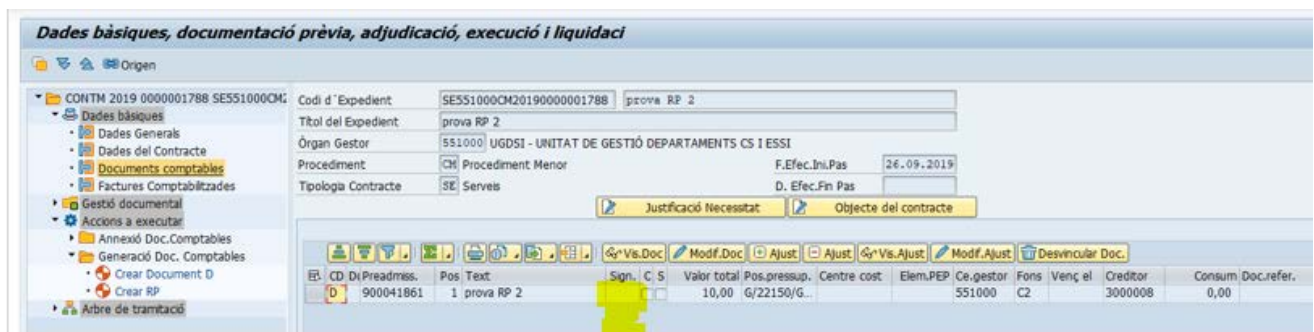 Dades bàsiques, documentació prèvia, adjudicació, execució i liquidaci
Origen
CONTM 2019 0000001788 SE551000CM2
Dades bàsiques
Dades Generals
Dades del Contracte
Documents comptables
Factures Comptabilitzades
Gestió documental
Accions a executar
Annexió Doc.Comptables
Generació Doc. Comptables
Crear Document D
Crear RP
Arbre de tramitació
Codi d´Expedient SE551000CM20190000001788 prova RP 2
Títol del Expedient prova RP 2
Òrgan Gestor 551000 UGDSI - UNITAT DE GESTIÓ DEPARTAMENTS CS I ESSI
Procediment CM Procediment Menor F.Efec.Ini.Pas 26.09.2019
Tipologia Contracte SE Serveis D. Efec.Fin Pas
Justificació Necessitat Objecte del contracte
Vis.Doc Modif.Doc Ajust Ajust Vis.Ajust Modif.Ajust Desvincular Doc.
CD Preadmiss. Pos Text Sign. C S Valor total Pos.pressup. Centre cost Elem.PEP Ce.gestor Fons Venç el Creditor Consum Doc.refer.
D 900041861 1 prova RP 2 10,00 G/22150/G... 551000 C2 3000008 0,00